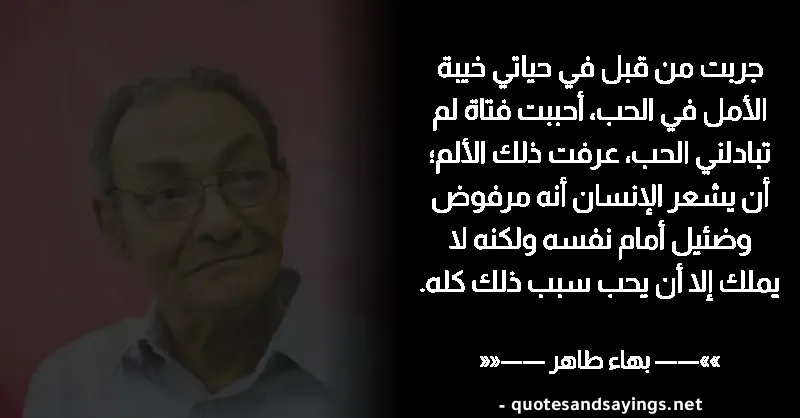 جربت من قبل في حياتي خيبة
الأمل في الحب، أحببت فتاة لم
تبادلني الحب، عرفت ذلك الألم؛
أن يشعر الإنسان أنه مرفوض
وضئيل أمام نفسه ولكنه لا
يملك إلا أن يحب سبب ذلك كله.
««—— بهاء طاهر ——»»
- quotesandsayings.net